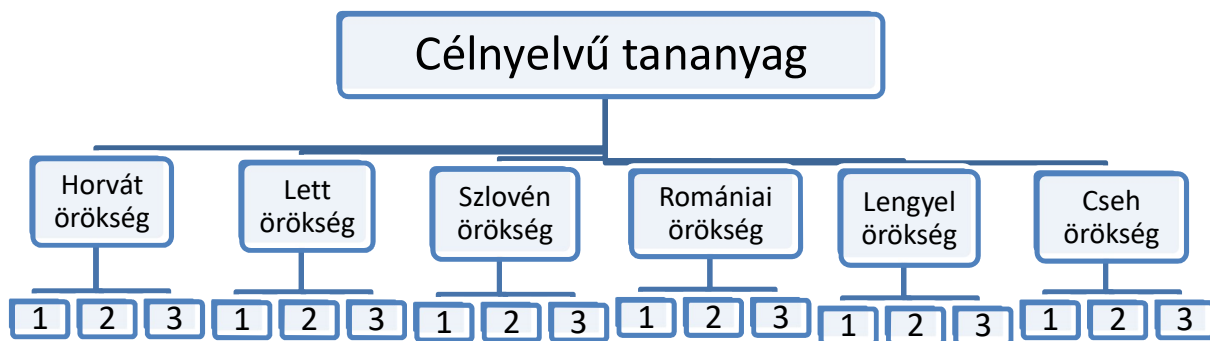 Célnyelvű tananyag
Horvát
örökség
Lett
örökség
Szlovén
örökség
Romániai
örökség
Lengyel
örökség
Cseh
örökség
1 2 3 1 2 3 1 2 3 1 2 3 1 2 3 1 2 3